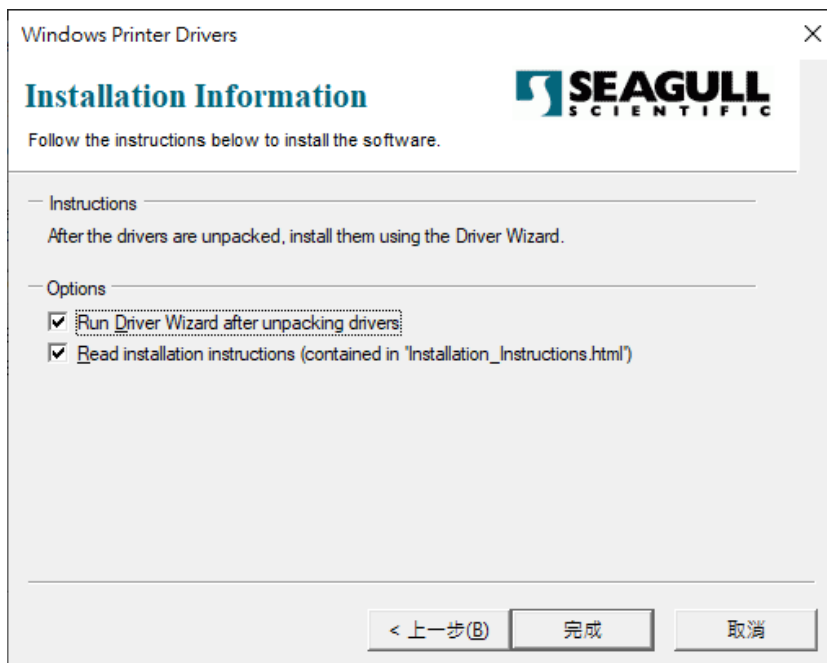 Windows Printer Drivers
Installation Information
SEAGULL
SCIENTIFIC
Follow the instructions below to install the software.
Instructions
After the drivers are unpacked, install them using the Driver Wizard.
Options
Run Driver Wizard after unpacking drivers
Read installation instructions (contained in "Installation_Instructions.html")
< 上一步(B) 完成 取消